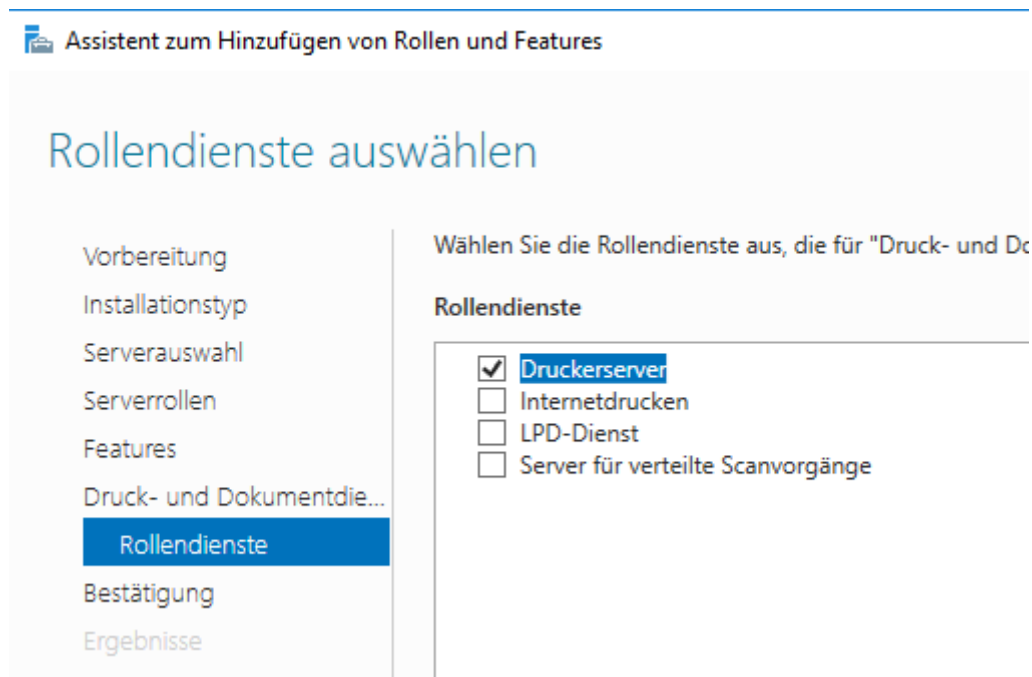 Assistent zum Hinzufügen von Rollen und Features
Rollendienste auswählen
Vorbereitung
Installationstyp
Serverauswahl
Serverrollen
Features
Druck- und Dokumentdie...
Rollendienste
Bestätigung
Ergebnisse
Wählen Sie die Rollendienste aus, die für "Druck- und Do
Rollendienste
Druckerserver
Internetdrucken
LPD-Dienst
Server für verteilte Scanvorgänge